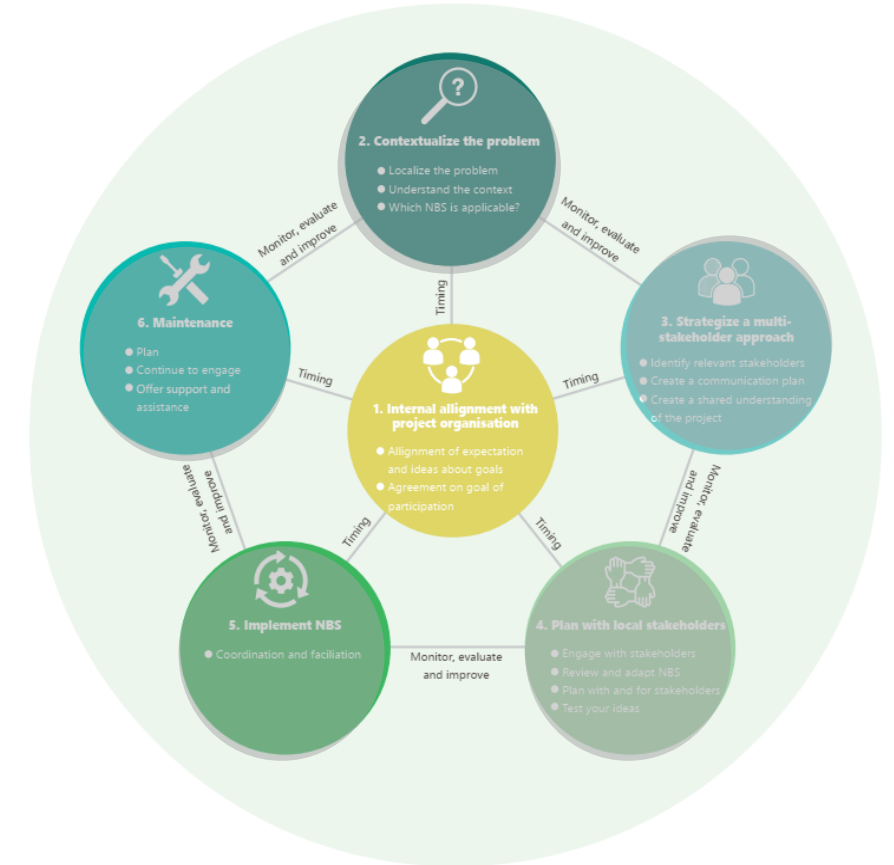 ?
2. Contextualize the problem
Localize the problem
Understand the context
Which NBS is applicable?
Monitor, evaluate
and improve
Monitor, evaluate
and improve
Timing
6. Maintenance
Plan
Continue to engage
Offer support and
assistance
3. Strategize a multi-
stakeholder approach
Identify relevant stakeholders
Create a communication plan
Create a shared understanding
of the project
Timing
Timing
1. Internal allignment with
project organisation
Allignment of expectation
and ideas about goals
Agreement on goal of
participation
Monitor, evaluate
and improve
Monitor, evaluate
and improve
Timing
Timing
5. Implement NBS
Coordination and faciliation
4. Plan with local stakeholders
Engage with stakeholders
Review and adapt NBS
Plan with and for stakeholders
Test your ideas
Monitor, evaluate
and improve